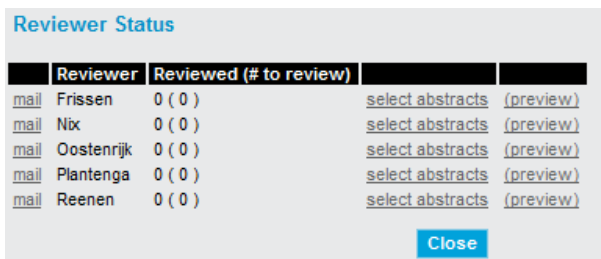 Reviewer Status
Reviewer Reviewed (# to review)
mail Frissen 0 ( 0 ) select abstracts (preview)
mail Nix 0 ( 0 ) select abstracts (preview)
mail Oostenrijk 0 ( 0 ) select abstracts (preview)
mail Plantenga 0 ( 0 ) select abstracts (preview)
mail Reenen 0 ( 0 ) select abstracts (preview)
Close